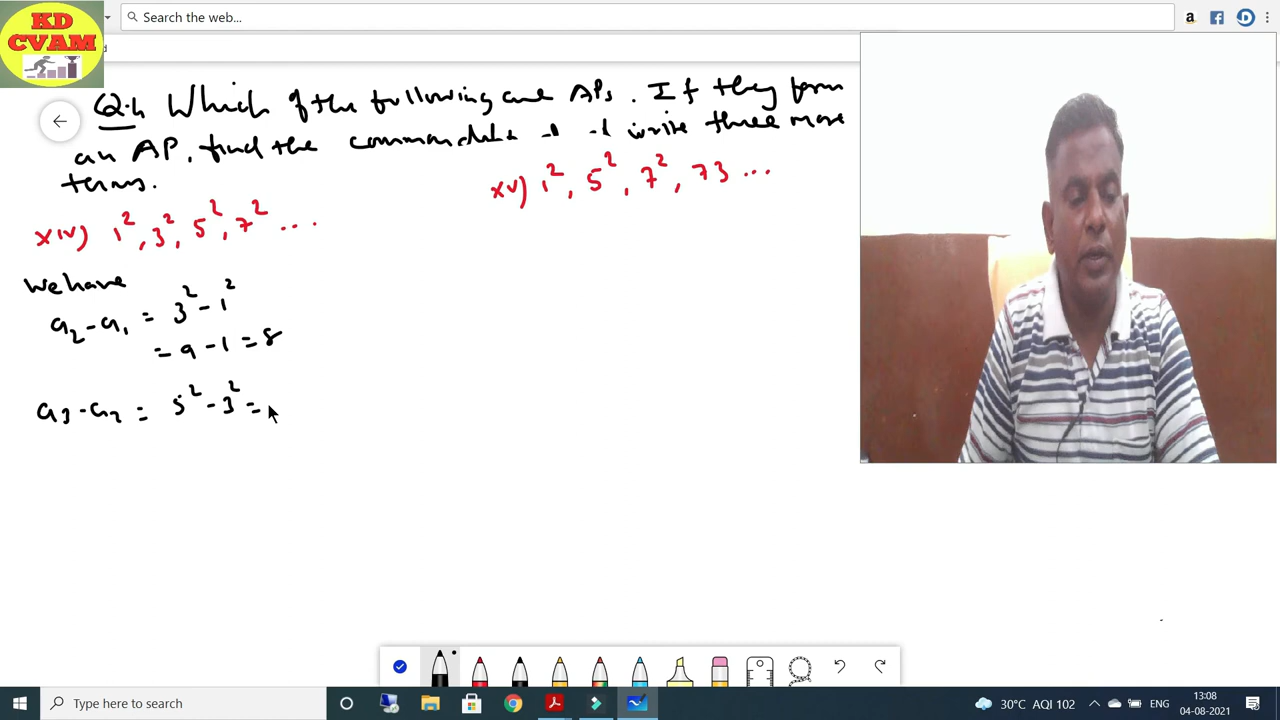 KD
CVAM
Search the web...
d
Q.4 Which of the following are APs. If they form
an AP, find the common write three more
terms.
xiv) 1², 3², 5², 7² ...
xv) 1², 5², 7², 73 ...
We have
a₂-a₁ = 3² - 1²
= 9 - 1 = 8
a₃-a₂ = 5² - 3² =
Type here to search
30°C AQI 102
ENG
13:08
04-08-2021